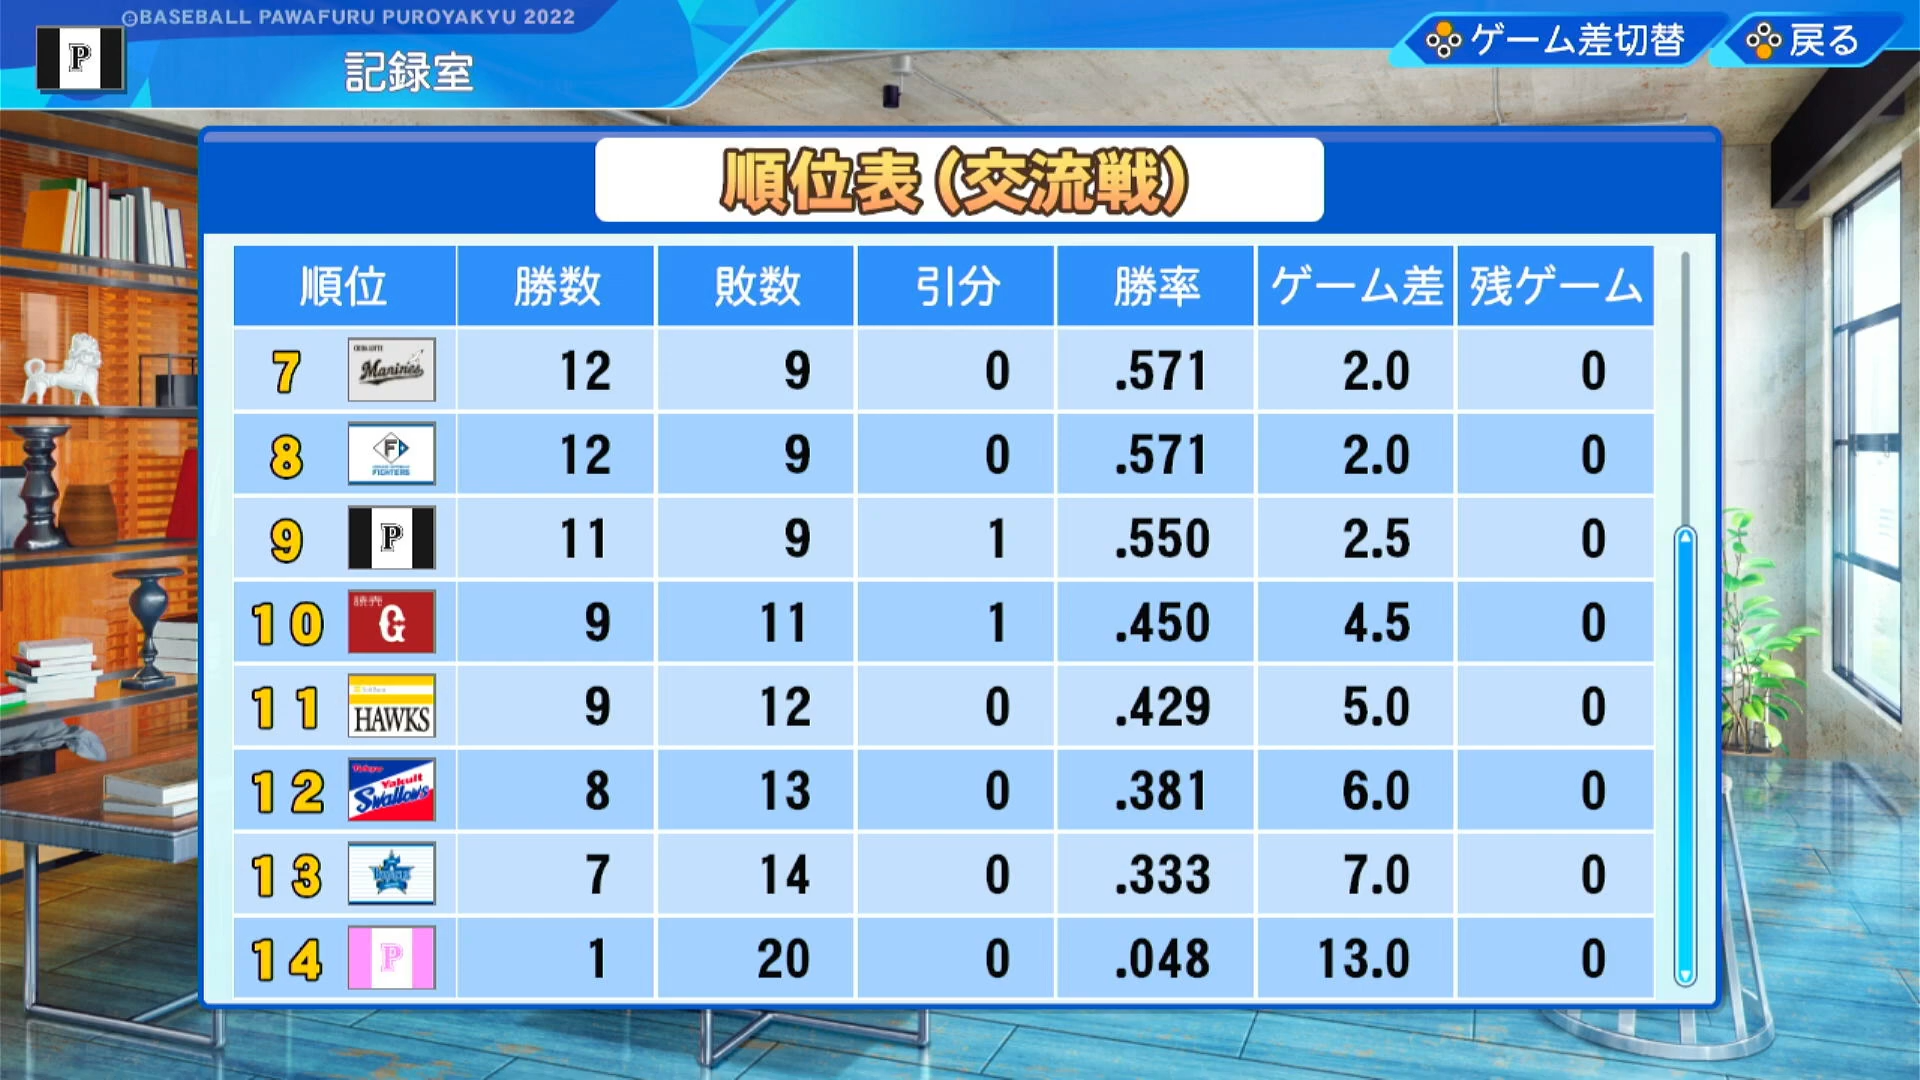 ©BASEBALL PAWAFURU PUROYAKYU 2022
P
記録室
ゲーム差切替
戻る
順位表(交流戦)
順位 勝数 敗数 引分 勝率 ゲーム差 残ゲーム
7 Marines 12 9 0 .571 2.0 0
8 F FIGHTERS 12 9 0 .571 2.0 0
9 P 11 9 1 .550 2.5 0
10 読売 G 9 11 1 .450 4.5 0
11 HAWKS 9 12 0 .429 5.0 0
12 Tokyo Yakult Swallows 8 13 0 .381 6.0 0
13 7 14 0 .333 7.0 0
14 P 1 20 0 .048 13.0 0